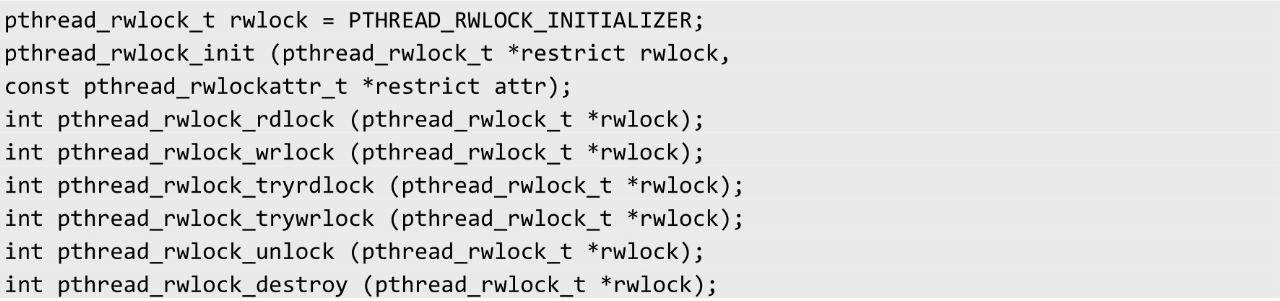 pthread_rwlock_t rwlock = PTHREAD_RWLOCK_INITIALIZER;
pthread_rwlock_init (pthread_rwlock_t *restrict rwlock,
const pthread_rwlockattr_t *restrict attr);
int pthread_rwlock_rdlock (pthread_rwlock_t *rwlock);
int pthread_rwlock_wrlock (pthread_rwlock_t *rwlock);
int pthread_rwlock_tryrdlock (pthread_rwlock_t *rwlock);
int pthread_rwlock_trywrlock (pthread_rwlock_t *rwlock);
int pthread_rwlock_unlock (pthread_rwlock_t *rwlock);
int pthread_rwlock_destroy (pthread_rwlock_t *rwlock);